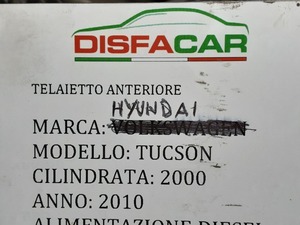 DISFACAR
TELAIETTO ANTERIORE
HYUNDAI
MARCA: VOLKSWAGEN
MODELLO: TUCSON
CILINDRATA: 2000
ANNO: 2010
ALIMENTAZIONE DIESEL